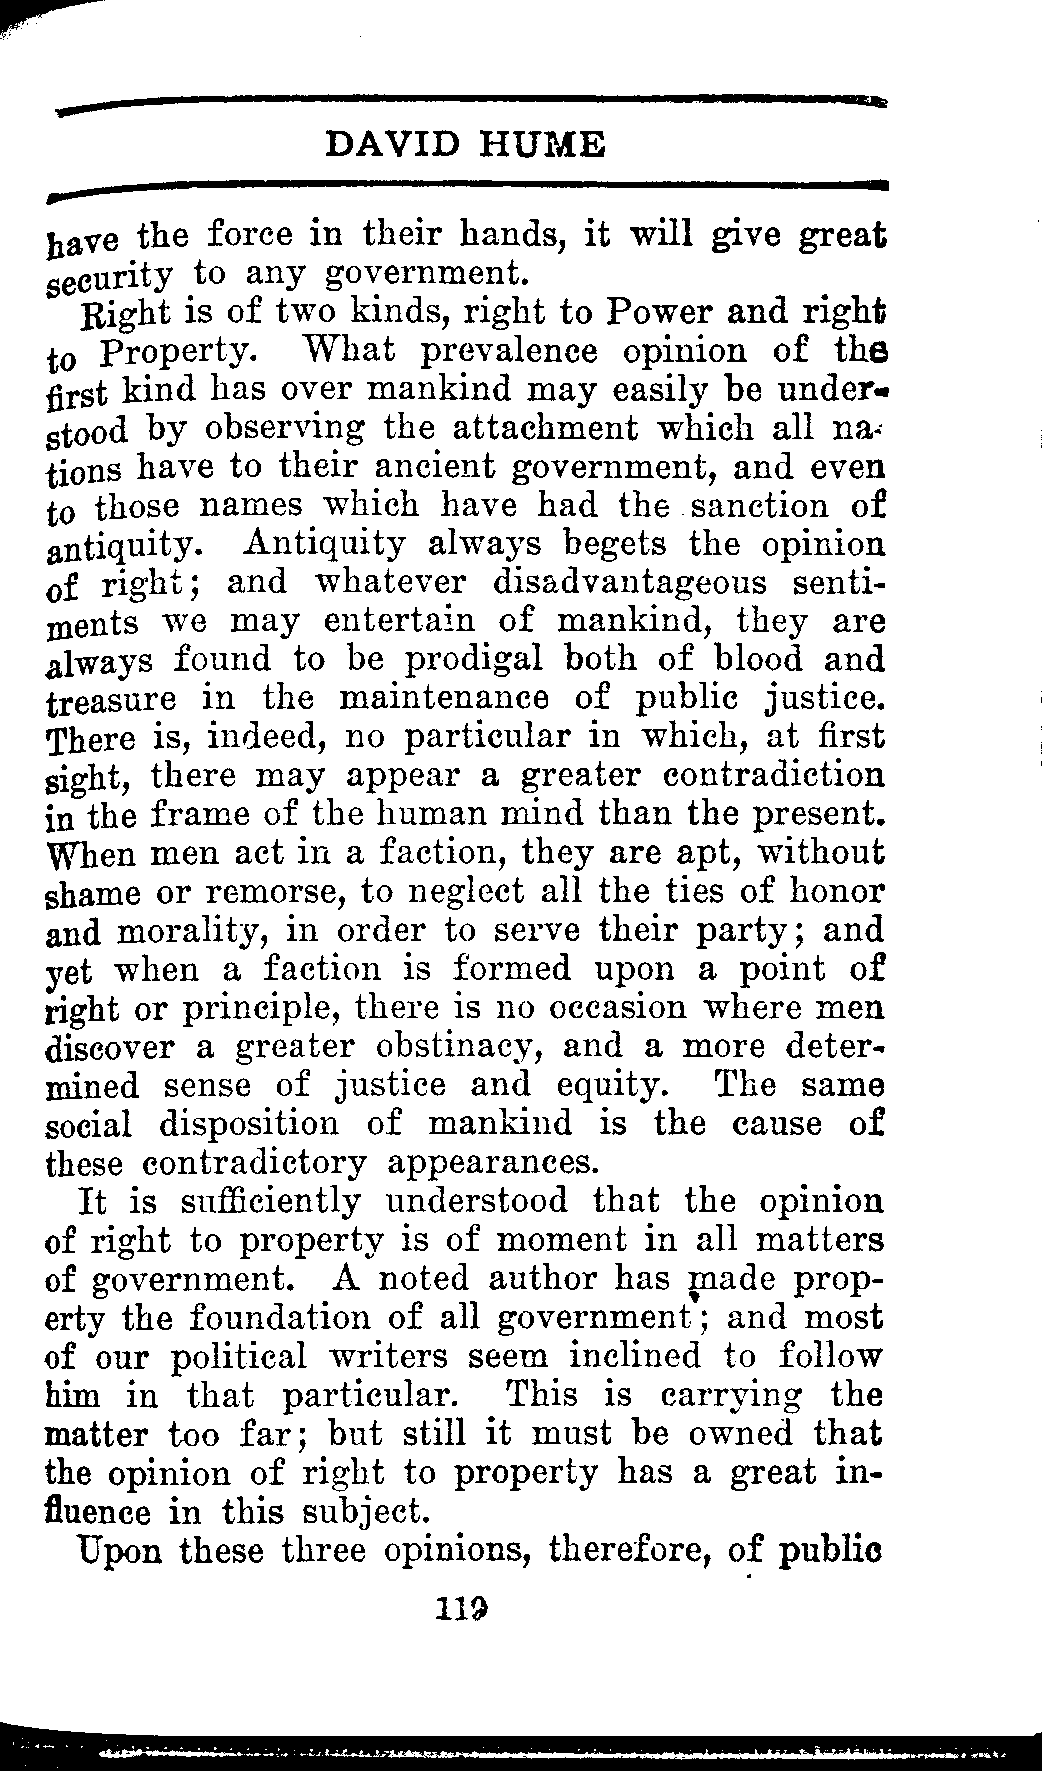 DAVID HUME
have the force in their hands, it will give great
security to any government.
Right is of two kinds, right to Power and right
to Property. What prevalence opinion of the
first kind has over mankind may easily be under-
stood by observing the attachment which all na-
tions have to their ancient government, and even
to those names which have had the sanction of
antiquity. Antiquity always begets the opinion
of right; and whatever disadvantageous senti-
ments we may entertain of mankind, they are
always found to be prodigal both of blood and
treasure in the maintenance of public justice.
There is, indeed, no particular in which, at first
sight, there may appear a greater contradiction
in the frame of the human mind than the present.
When men act in a faction, they are apt, without
shame or remorse, to neglect all the ties of honor
and morality, in order to serve their party; and
yet when a faction is formed upon a point of
right or principle, there is no occasion where men
discover a greater obstinacy, and a more deter-
mined sense of justice and equity. The same
social disposition of mankind is the cause of
these contradictory appearances.
It is sufficiently understood that the opinion
of right to property is of moment in all matters
of government. A noted author has made prop-
erty the foundation of all government; and most
of our political writers seem inclined to follow
him in that particular. This is carrying the
matter too far; but still it must be owned that
the opinion of right to property has a great in-
fluence in this subject.
Upon these three opinions, therefore, of public
119